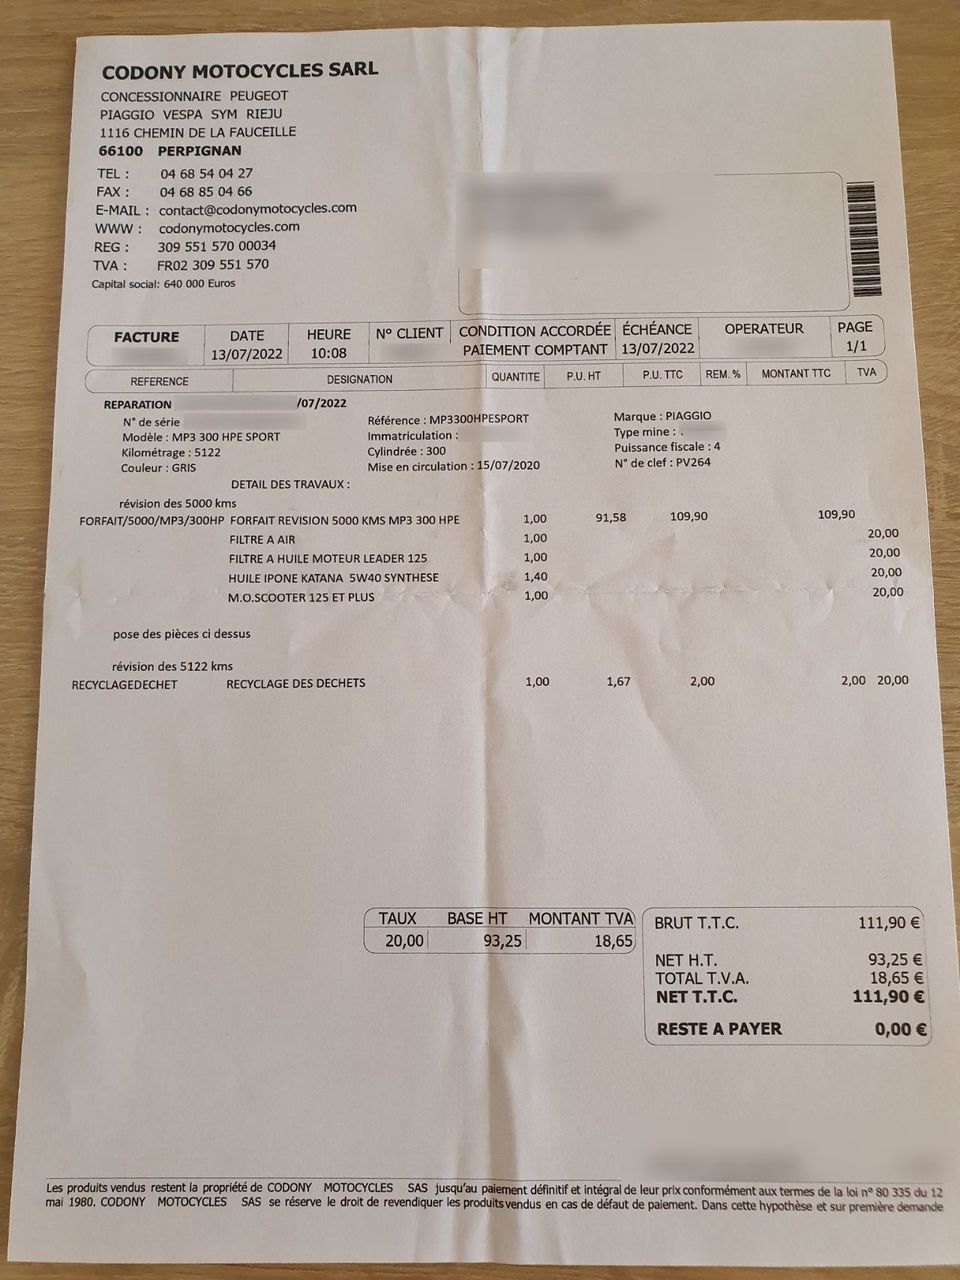 CODONY MOTOCYCLES SARL
CONCESSIONNAIRE PEUGEOT
PIAGGIO VESPA SYM RIEJU
1116 CHEMIN DE LA FAUCEILLE
66100 PERPIGNAN
TEL : 04 68 54 04 27
FAX : 04 68 85 04 66
E-MAIL : contact@codonymotocycles.com
WWW : codonymotocycles.com
REG : 309 551 570 00034
TVA : FR02 309 551 570
Capital social: 640 000 Euros
FACTURE DATE HEURE N° CLIENT CONDITION ACCORDÉE ÉCHÉANCE OPERATEUR PAGE
13/07/2022 10:08 PAIEMENT COMPTANT 13/07/2022 1/1
REFERENCE DESIGNATION QUANTITE P.U. HT P.U. TTC REM. % MONTANT TTC TVA
REPARATION /07/2022
N° de série Référence : MP3300HPESPORT Marque : PIAGGIO
Modèle : MP3 300 HPE SPORT Immatriculation : Type mine : .
Kilométrage : 5122 Cylindrée : 300 Puissance fiscale : 4
Couleur : GRIS Mise en circulation : 15/07/2020 N° de clef : PV264
DETAIL DES TRAVAUX :
révision des 5000 kms
FORFAIT/5000/MP3/300HP FORFAIT REVISION 5000 KMS MP3 300 HPE 1,00 91,58 109,90 109,90
FILTRE A AIR 1,00 20,00
FILTRE A HUILE MOTEUR LEADER 125 1,00 20,00
HUILE IPONE KATANA 5W40 SYNTHESE 1,40 20,00
M.O.SCOOTER 125 ET PLUS 1,00 20,00
pose des pièces ci dessus
révision des 5122 kms
RECYCLAGEDECHET RECYCLAGE DES DECHETS 1,00 1,67 2,00 2,00 20,00
TAUX BASE HT MONTANT TVA
20,00 93,25 18,65
BRUT T.T.C. 111,90 €
NET H.T. 93,25 €
TOTAL T.V.A. 18,65 €
NET T.T.C. 111,90 €
RESTE A PAYER 0,00 €
Les produits vendus restent la propriété de CODONY MOTOCYCLES SAS jusqu'au paiement définitif et intégral de leur prix conformément aux termes de la loi n° 80 335 du 12
mai 1980. CODONY MOTOCYCLES SAS se réserve le droit de revendiquer les produits vendus en cas de défaut de paiement. Dans cette hypothèse et sur première demande